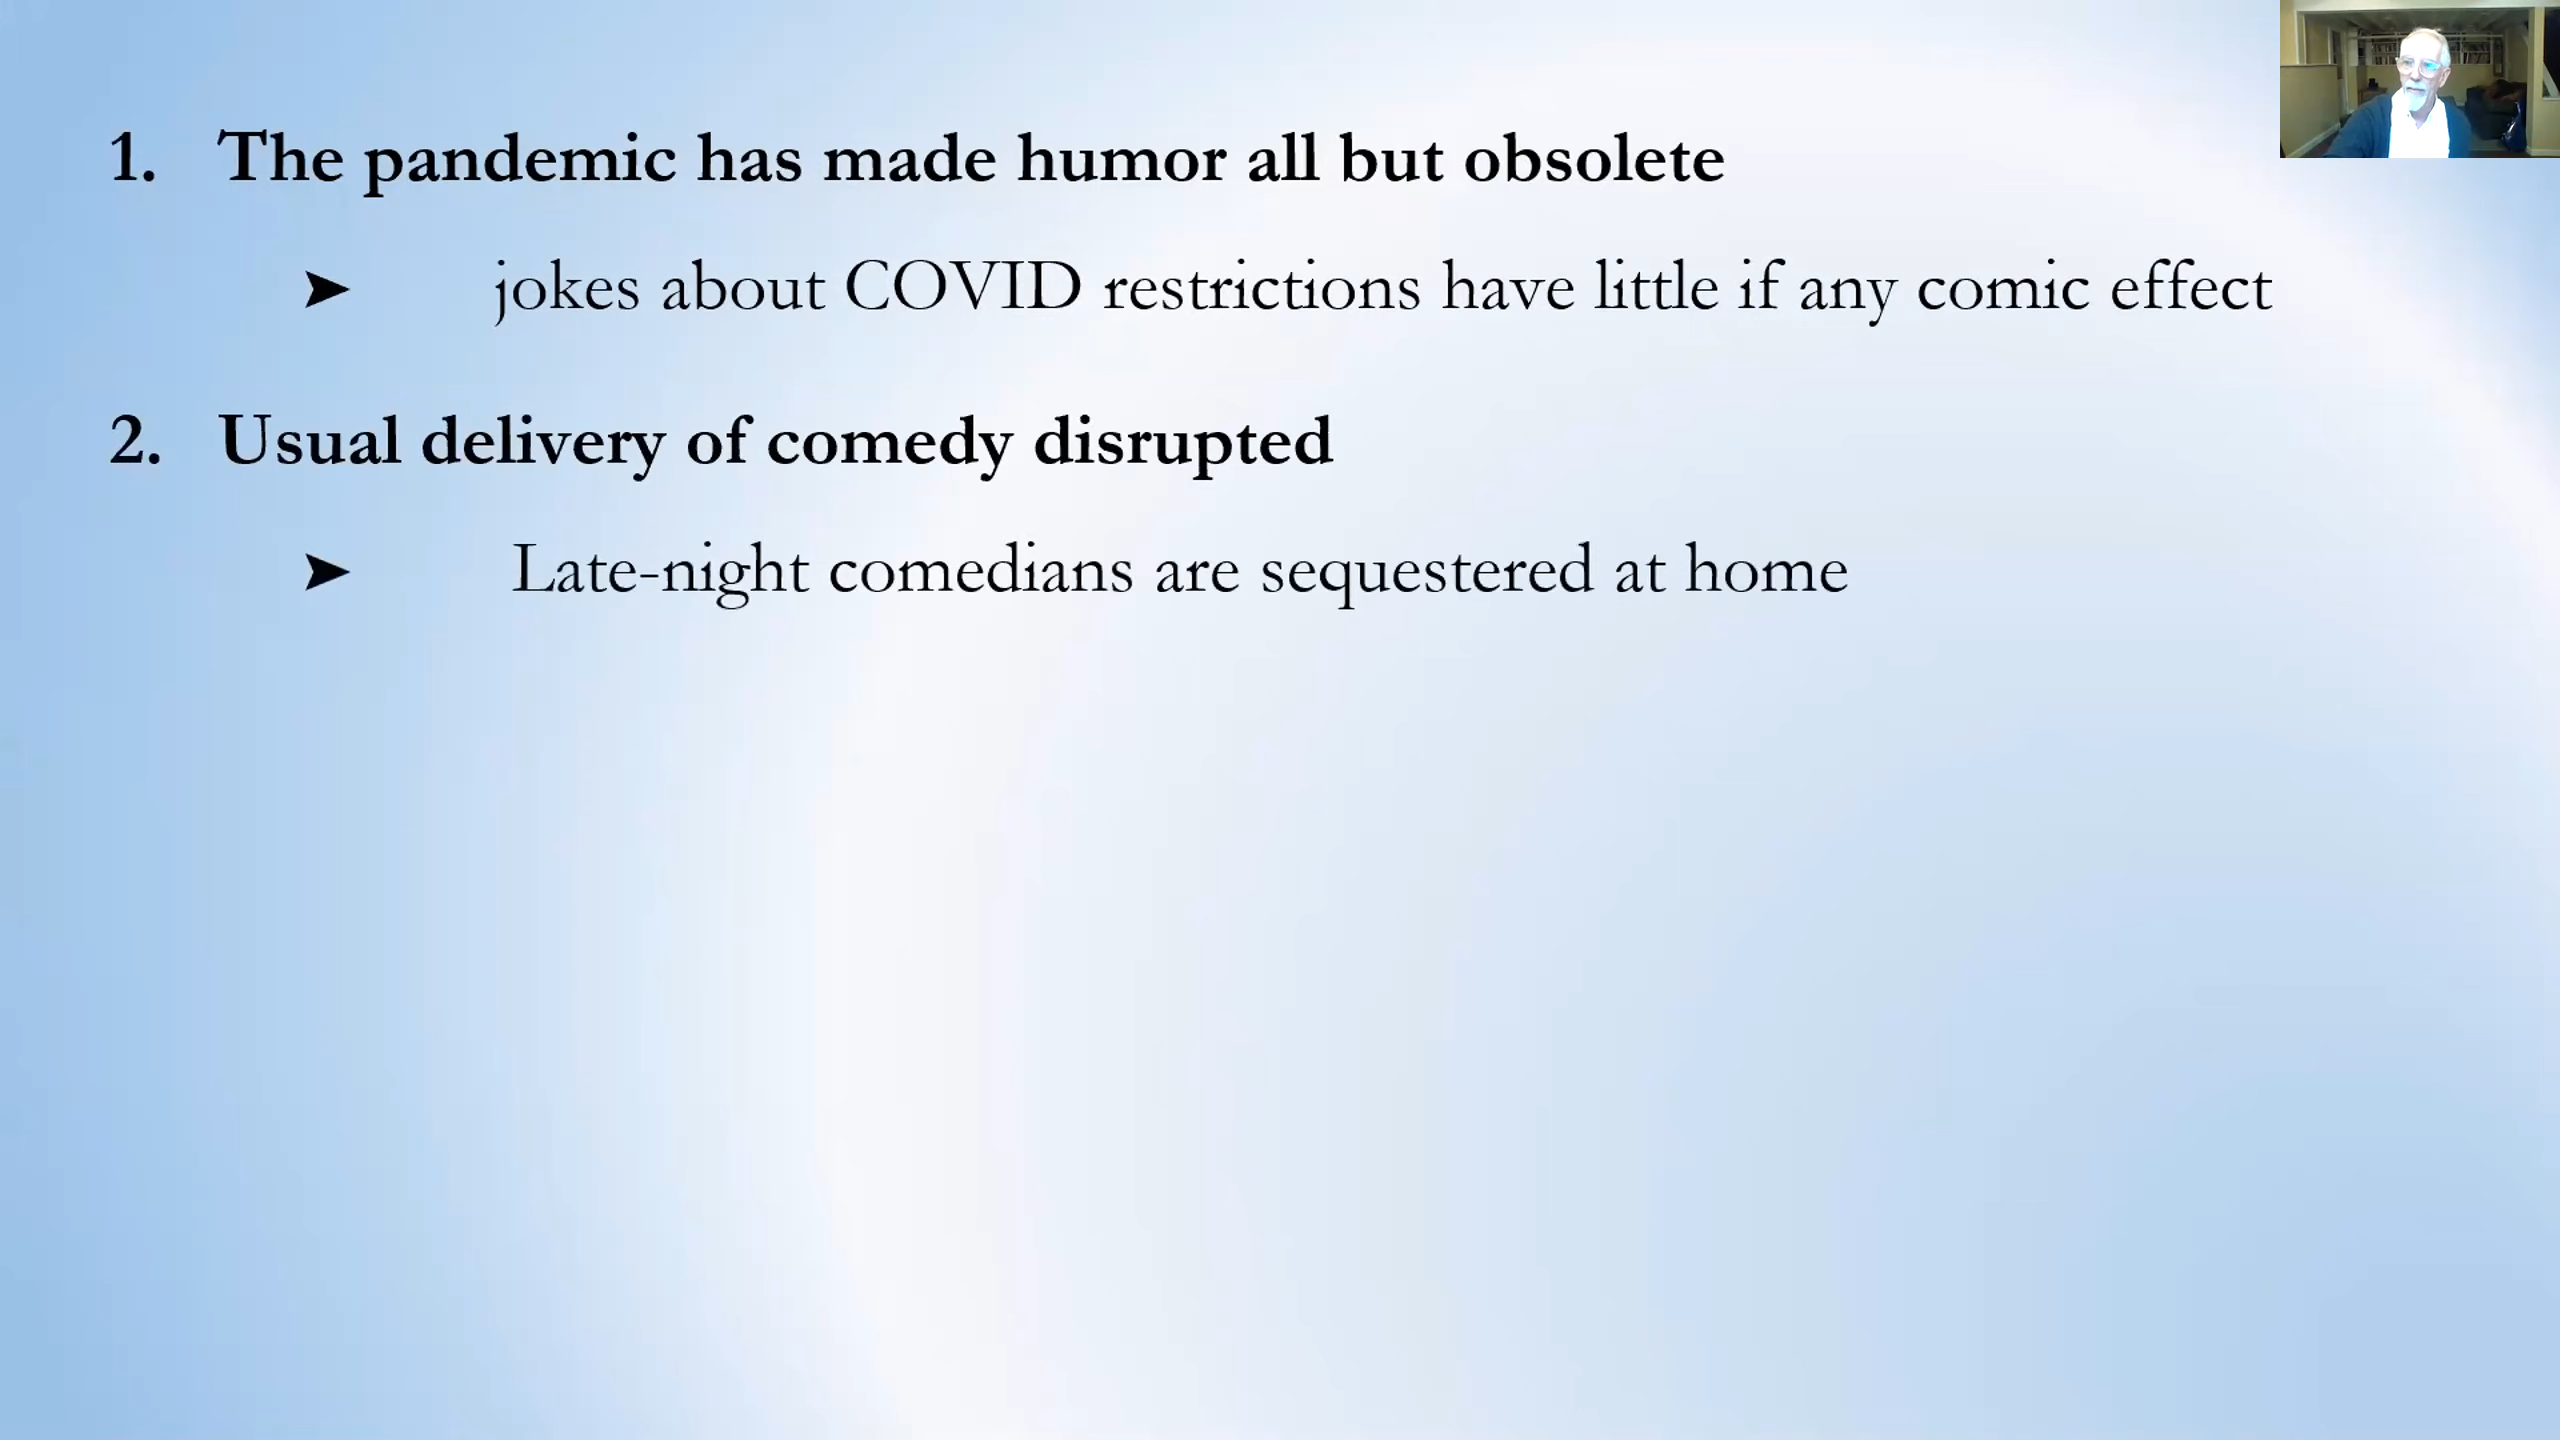 1. The pandemic has made humor all but obsolete
➤ jokes about COVID restrictions have little if any comic effect
2. Usual delivery of comedy disrupted
➤ Late-night comedians are sequestered at home